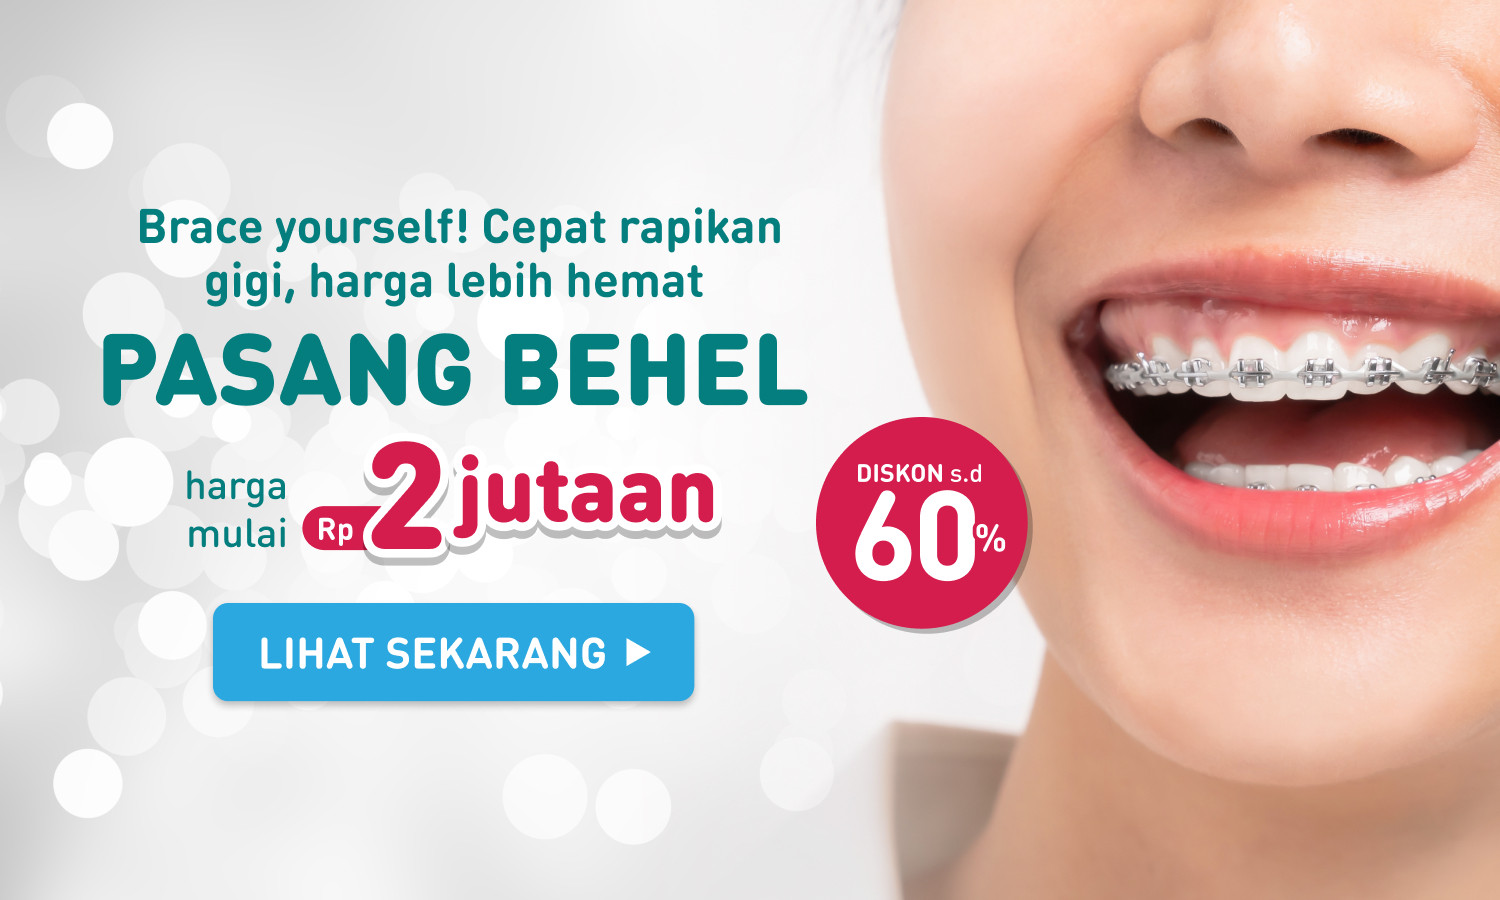 Brace yourself! Cepat rapikan
gigi, harga lebih hemat
PASANG BEHEL
harga
mulai
Rp 2 jutaan
DISKON s.d
60%
LIHAT SEKARANG